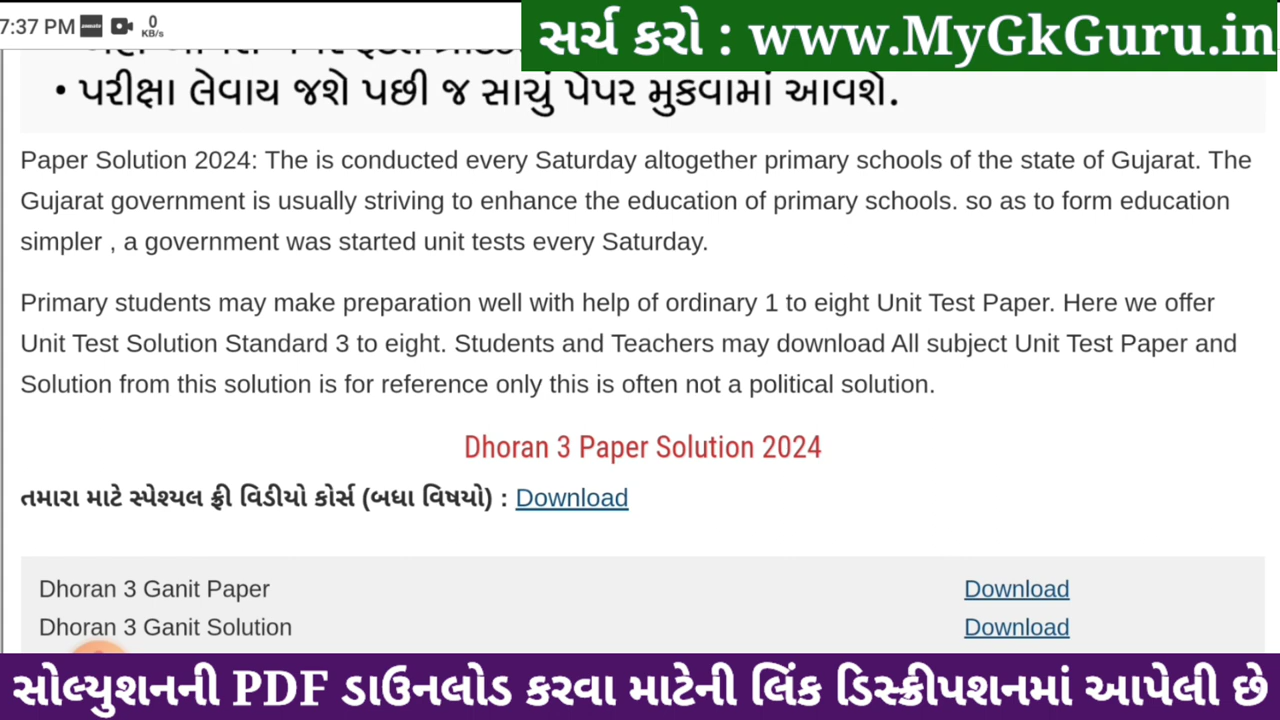 7:37 PM 0 KB/s
સર્ચ કરો : www.MyGkGuru.in
• પરીક્ષા લેવાય જશે પછી જ સાચું પેપર મુકવામાં આવશે.
Paper Solution 2024: The is conducted every Saturday altogether primary schools of the state of Gujarat. The
Gujarat government is usually striving to enhance the education of primary schools. so as to form education
simpler , a government was started unit tests every Saturday.
Primary students may make preparation well with help of ordinary 1 to eight Unit Test Paper. Here we offer
Unit Test Solution Standard 3 to eight. Students and Teachers may download All subject Unit Test Paper and
Solution from this solution is for reference only this is often not a political solution.
Dhoran 3 Paper Solution 2024
તમારા માટે સ્પેશ્યલ ફ્રી વિડીયો કોર્સ (બધા વિષયો) : Download
Dhoran 3 Ganit Paper Download
Dhoran 3 Ganit Solution Download
સોલ્યુશનની PDF ડાઉનલોડ કરવા માટેની લિંક ડિસ્ક્રીપશનમાં આપેલી છે